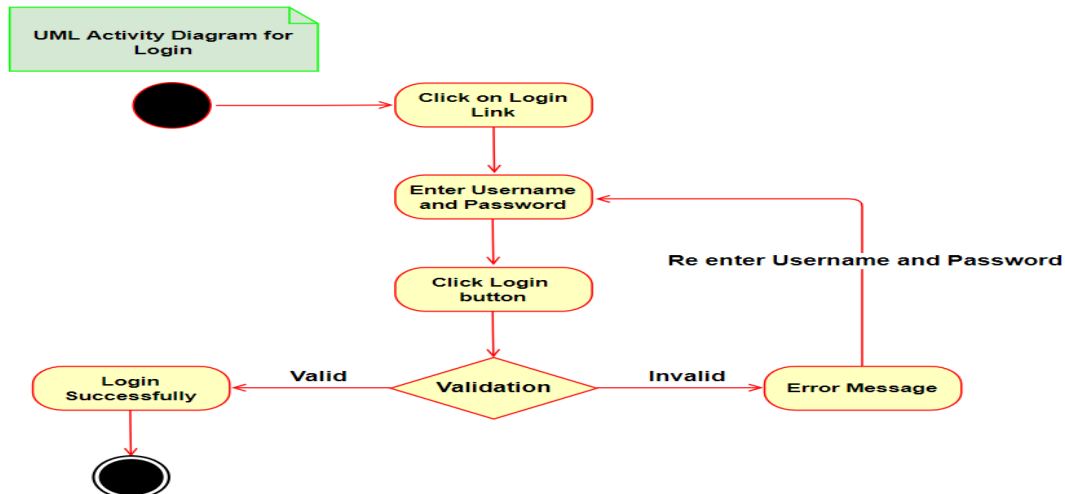 UML Activity Diagram for
Login
Click on Login
Link
Enter Username
and Password
Re enter Username and Password
Click Login
button
Valid
Validation
Invalid
Login
Successfully
Error Message